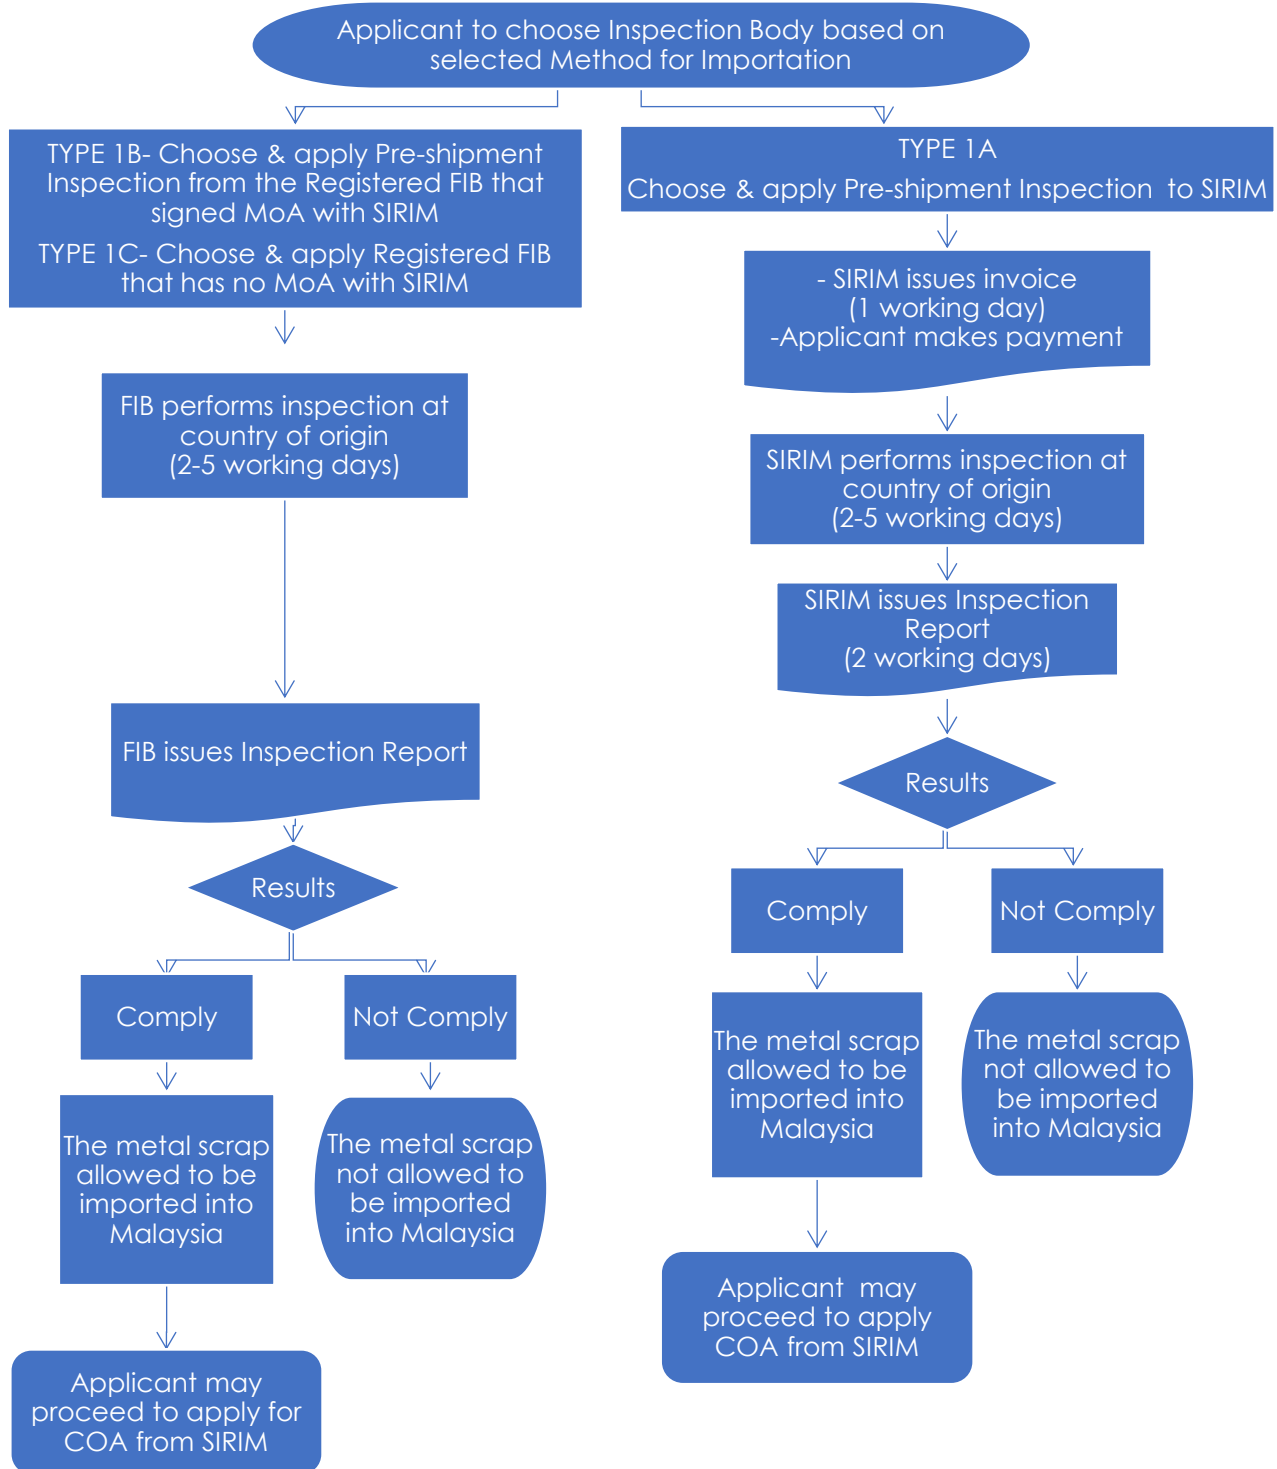 Applicant to choose Inspection Body based on
selected Method for Importation
TYPE 1B- Choose & apply Pre-shipment
Inspection from the Registered FIB that
signed MoA with SIRIM
TYPE 1C- Choose & apply Registered FIB
that has no MoA with SIRIM
FIB performs inspection at
country of origin
(2-5 working days)
FIB issues Inspection Report
Results
Comply
Not Comply
The metal scrap
allowed to be
imported into
Malaysia
The metal scrap
not allowed to
be imported
into Malaysia
Applicant may
proceed to apply for
COA from SIRIM
TYPE 1A
Choose & apply Pre-shipment Inspection to SIRIM
- SIRIM issues invoice
(1 working day)
-Applicant makes payment
SIRIM performs inspection at
country of origin
(2-5 working days)
SIRIM issues Inspection
Report
(2 working days)
Results
Comply
Not Comply
The metal scrap
allowed to be
imported into
Malaysia
The metal scrap
not allowed to
be imported
into Malaysia
Applicant may
proceed to apply
COA from SIRIM